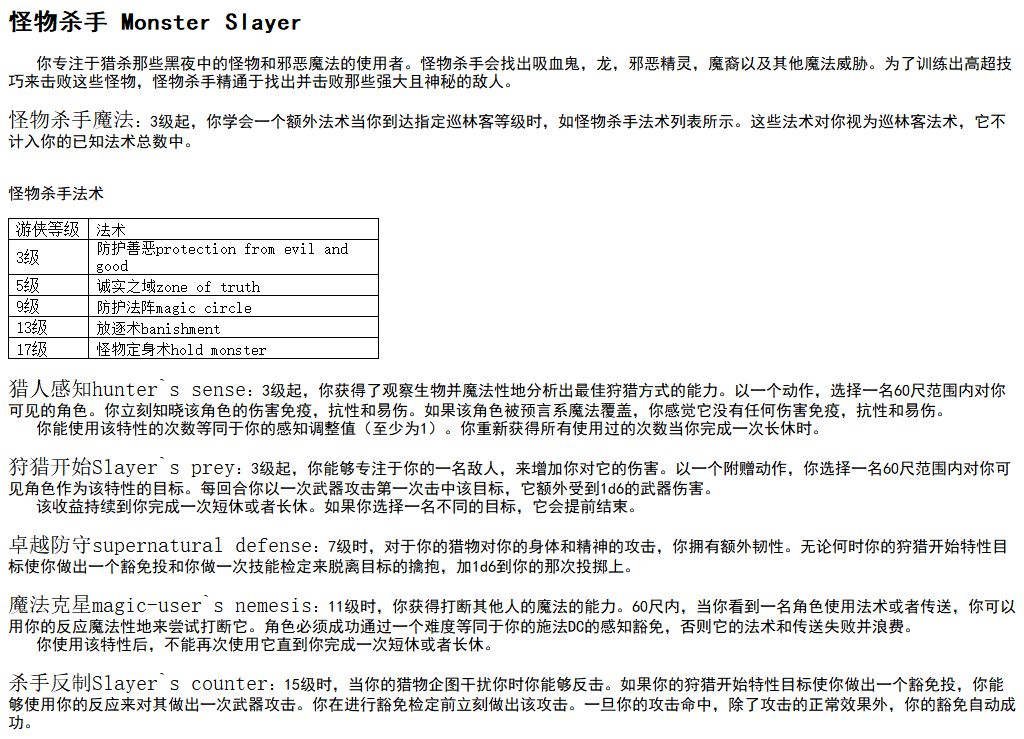 怪物杀手 Monster Slayer
你专注于猎杀那些黑夜中的怪物和邪恶魔法的使用者。怪物杀手会找出吸血鬼，龙，邪恶精灵，魔裔以及其他魔法威胁。为了训练出高超技
巧来击败这些怪物，怪物杀手精通于找出并击败那些强大且神秘的敌人。
怪物杀手魔法：3级起，你学会一个额外法术当你到达指定巡林客等级时，如怪物杀手法术列表所示。这些法术对你视为巡林客法术，它不
计入你的已知法术总数中。
怪物杀手法术
游侠等级 法术
3级 防护善恶protection from evil and
good
5级 诚实之域zone of truth
9级 防护法阵magic circle
13级 放逐术banishment
17级 怪物定身术hold monster
猎人感知hunter`s sense：3级起，你获得了观察生物并魔法性地分析出最佳狩猎方式的能力。以一个动作，选择一名60尺范围内对你
可见的角色。你立刻知晓该角色的伤害免疫，抗性和易伤。如果该角色被预言系魔法覆盖，你感觉它没有任何伤害免疫，抗性和易伤。
你能使用该特性的次数等同于你的感知调整值（至少为1）。你重新获得所有使用过的次数当你完成一次长休时。
狩猎开始Slayer`s prey：3级起，你能够专注于你的一名敌人，来增加你对它的伤害。以一个附赠动作，你选择一名60尺范围内对你可
见角色作为该特性的目标。每回合你以一次武器攻击第一次击中该目标，它额外受到1d6的武器伤害。
该收益持续到你完成一次短休或者长休。如果你选择一名不同的目标，它会提前结束。
卓越防守supernatural defense：7级时，对于你的猎物对你的身体和精神的攻击，你拥有额外韧性。无论何时你的狩猎开始特性目
标使你做出一个豁免投和你做一次技能检定来脱离目标的擒抱，加1d6到你的那次投掷上。
魔法克星magic-user`s nemesis：11级时，你获得打断其他人的魔法的能力。60尺内，当你看到一名角色使用法术或者传送，你可以
用你的反应魔法性地来尝试打断它。角色必须成功通过一个难度等同于你的施法DC的感知豁免，否则它的法术和传送失败并浪费。
你使用该特性后，不能再次使用它直到你完成一次短休或者长休。
杀手反制Slayer`s counter：15级时，当你的猎物企图干扰你时你能够反击。如果你的狩猎开始特性目标使你做出一个豁免投，你能
够使用你的反应来对其做出一次武器攻击。你在进行豁免检定前立刻做出该攻击。一旦你的攻击命中，除了攻击的正常效果外，你的豁免自动成
功。